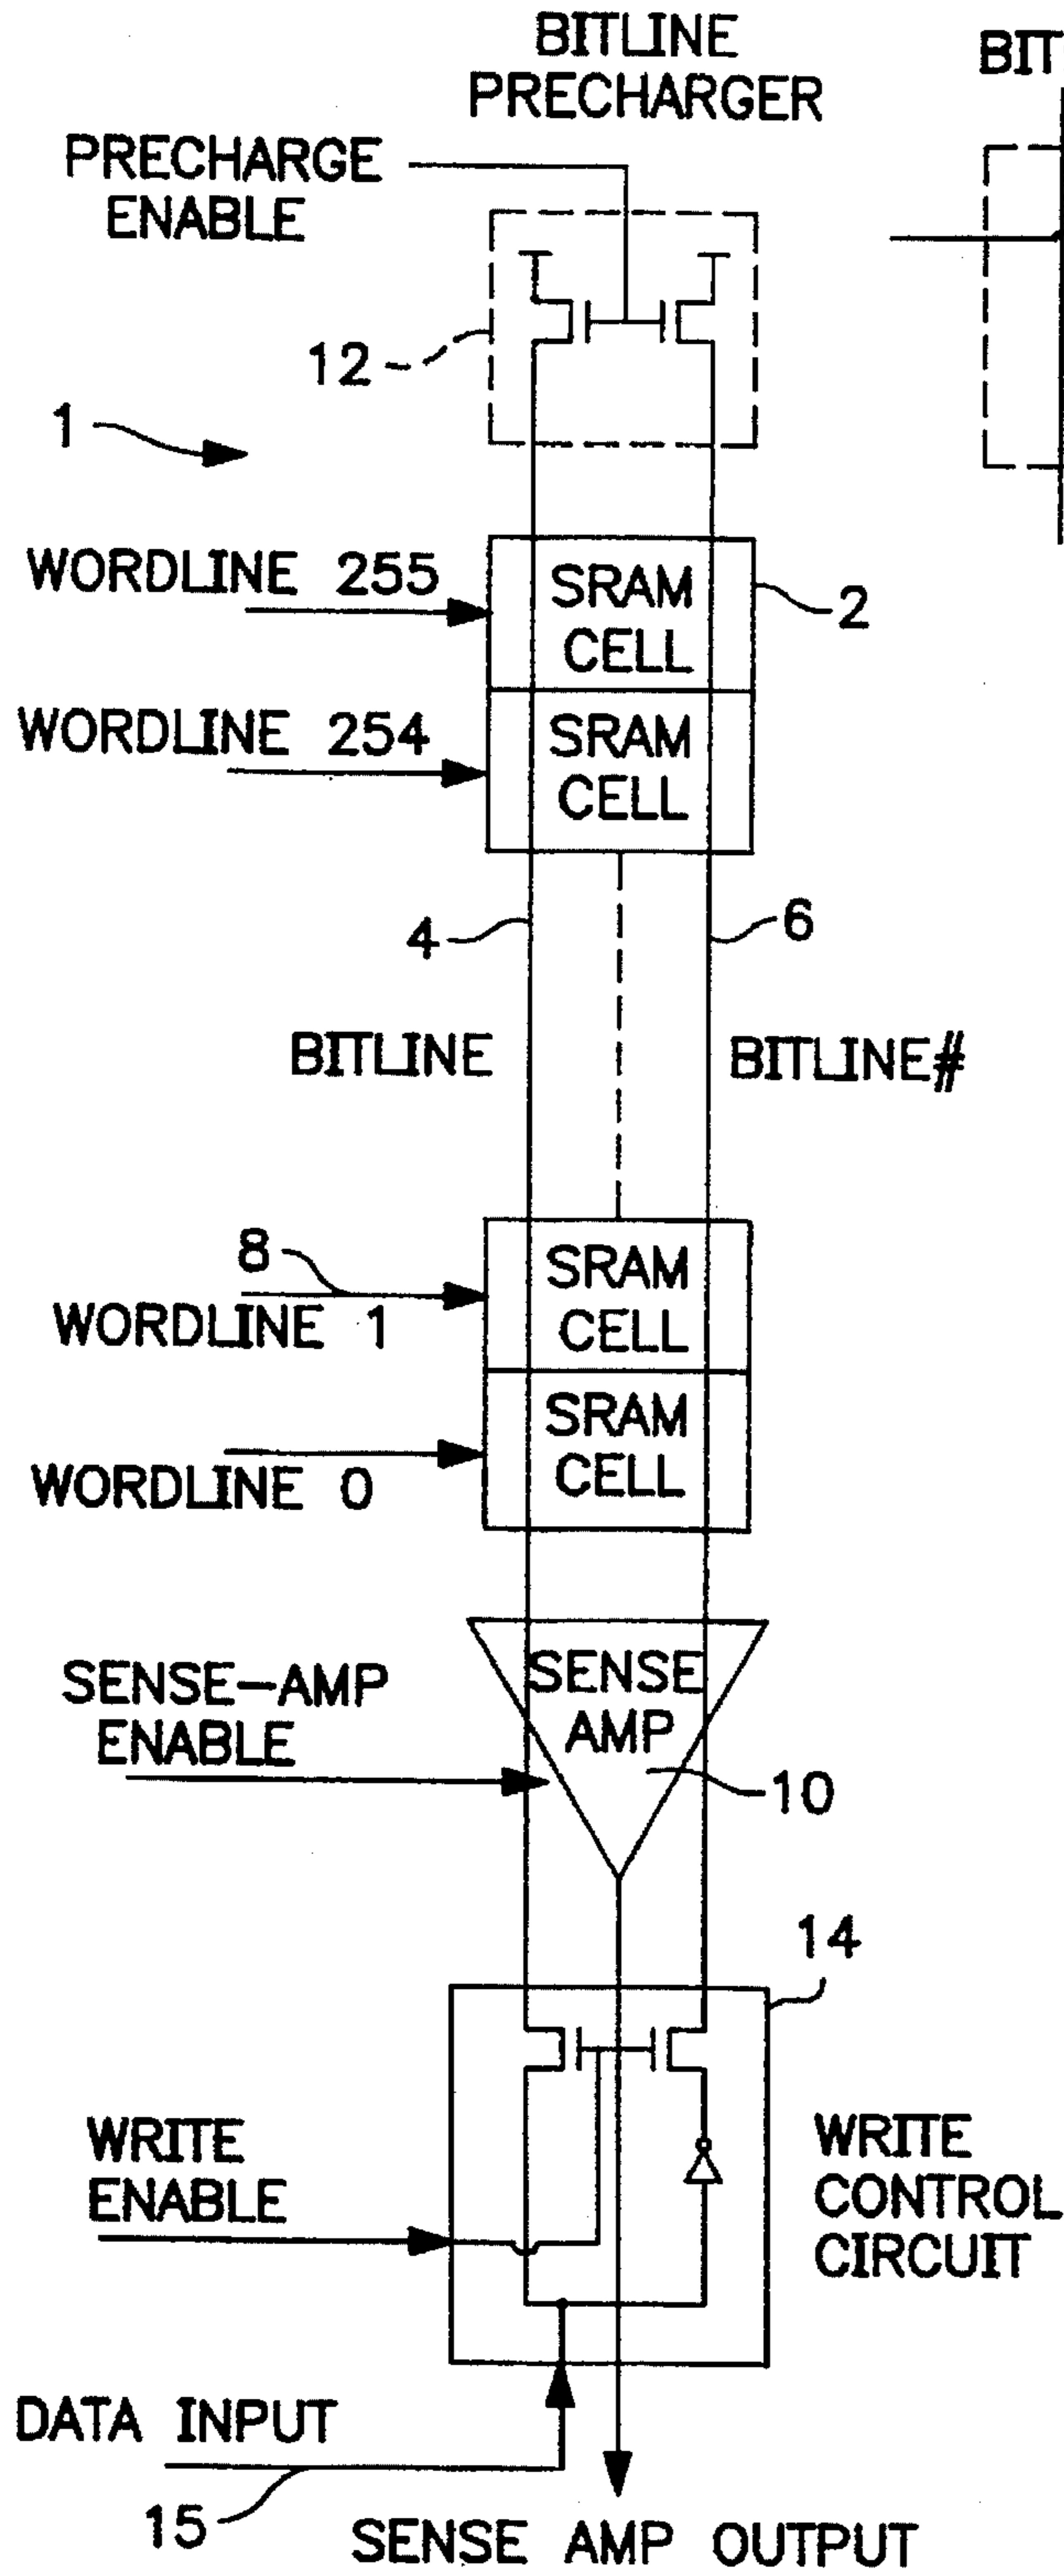 BITLINE
PRECHARGER
BIT
PRECHARGE
ENABLE
12
1
WORDLINE 255
SRAM
CELL
2
WORDLINE 254
SRAM
CELL
4
6
BITLINE
BITLINE#
8
SRAM
CELL
WORDLINE 1
SRAM
CELL
WORDLINE 0
SENSE-AMP
ENABLE
SENSE
AMP
10
14
WRITE
ENABLE
WRITE
CONTROL
CIRCUIT
DATA INPUT
15
SENSE AMP OUTPUT